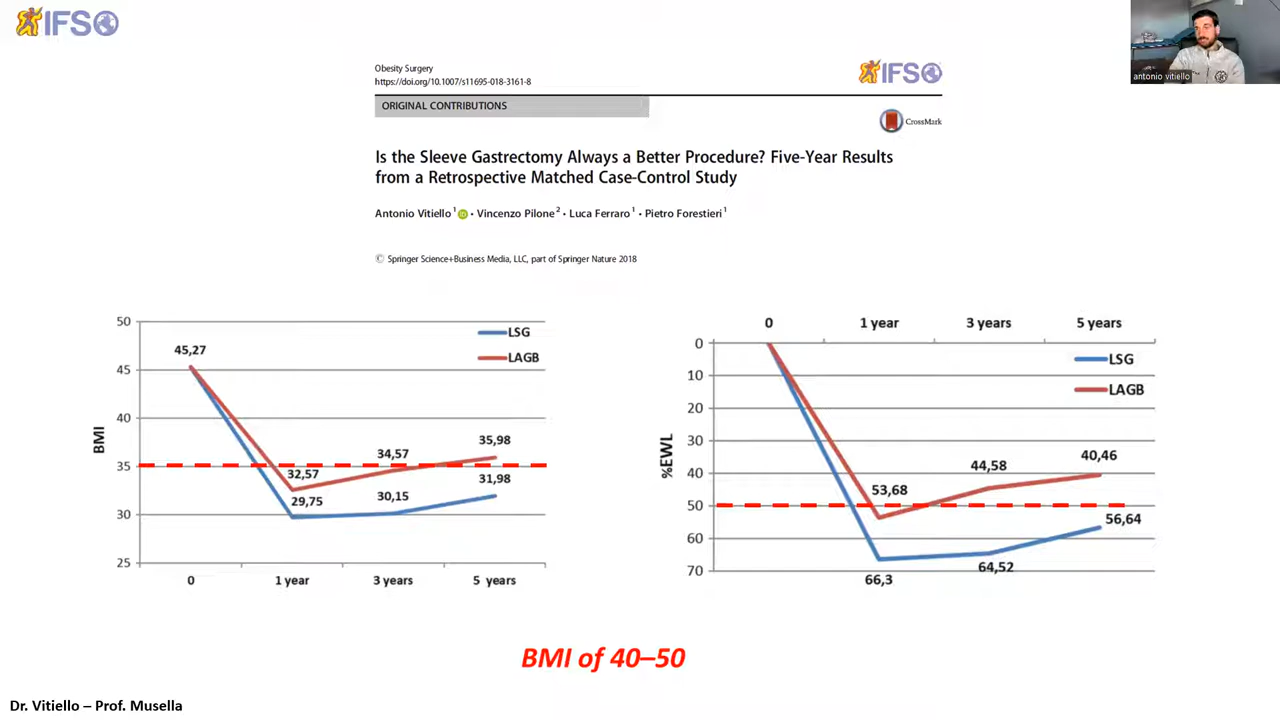 IFSO
antonio vitiello
Obesity Surgery
https://doi.org/10.1007/s11695-018-3161-8
IFSO
ORIGINAL CONTRIBUTIONS
CrossMark
Is the Sleeve Gastrectomy Always a Better Procedure? Five-Year Results
from a Retrospective Matched Case-Control Study
Antonio Vitiello 1 iD • Vincenzo Pilone 2 • Luca Ferraro 1 • Pietro Forestieri 1
© Springer Science+Business Media, LLC, part of Springer Nature 2018
BMI
50
45
40
35
30
25
45,27
32,57
34,57
35,98
29,75
30,15
31,98
LSG
LAGB
0 1 year 3 years 5 years
0 1 year 3 years 5 years
%EWL
0
10
20
30
40
50
60
70
LSG
LAGB
53,68
44,58
40,46
66,3
64,52
56,64
BMI of 40–50
Dr. Vitiello – Prof. Musella